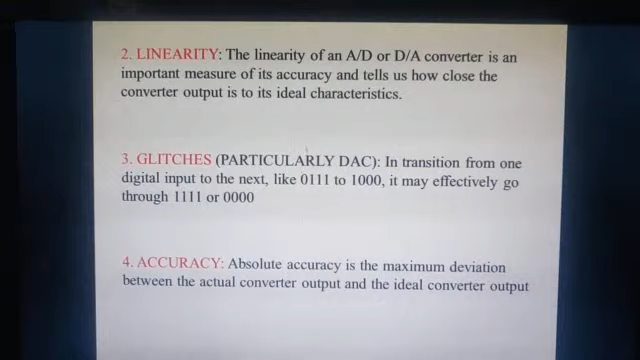 2. LINEARITY: The linearity of an A/D or D/A converter is an
important measure of its accuracy and tells us how close the
converter output is to its ideal characteristics.
3. GLITCHES (PARTICULARLY DAC): In transition from one
digital input to the next, like 0111 to 1000, it may effectively go
through 1111 or 0000
4. ACCURACY: Absolute accuracy is the maximum deviation
between the actual converter output and the ideal converter output